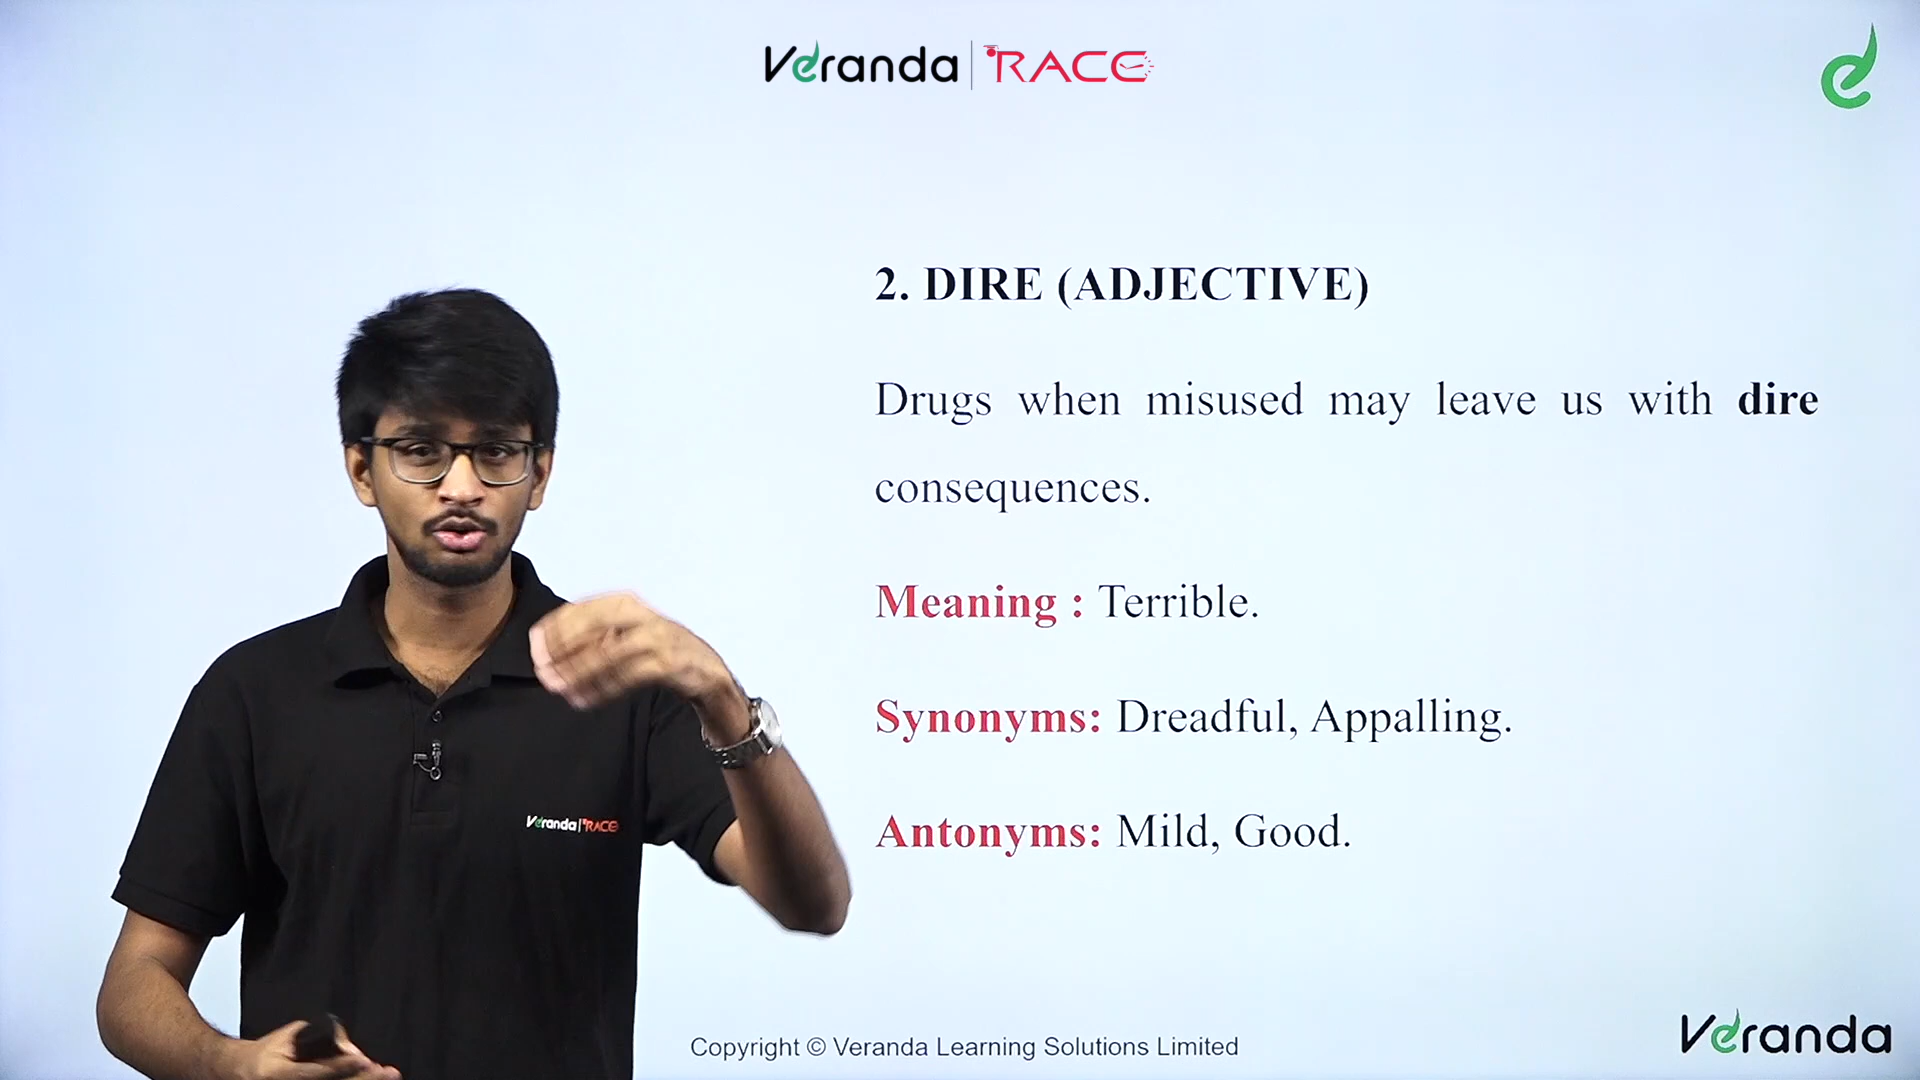 Veranda | RACE
2. DIRE (ADJECTIVE)
Drugs when misused may leave us with dire
consequences.
Meaning : Terrible.
Synonyms: Dreadful, Appalling.
Antonyms: Mild, Good.
Veranda | RACE
Copyright © Veranda Learning Solutions Limited
Veranda